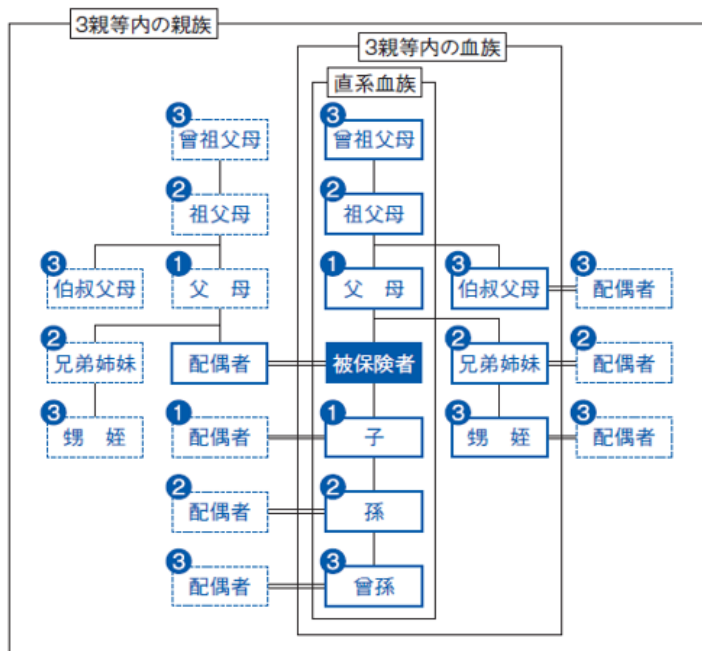 3親等内の親族
3親等内の血族
直系血族
3 曾祖父母
3 曾祖父母
2 祖父母
2 祖父母
3 伯叔父母
1 父 母
1 父 母
3 伯叔父母
3 配偶者
2 兄弟姉妹
配偶者
被保険者
2 兄弟姉妹
2 配偶者
3 甥 姪
1 配偶者
1 子
3 甥 姪
3 配偶者
2 配偶者
2 孫
3 配偶者
3 曾孫